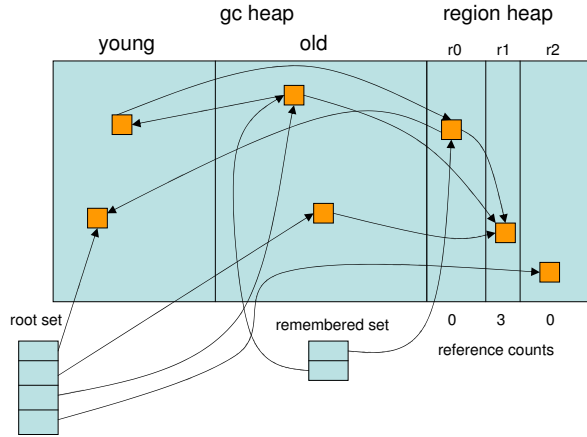 gc heap region heap
young old r0 r1 r2
root set remembered set 0 3 0
reference counts